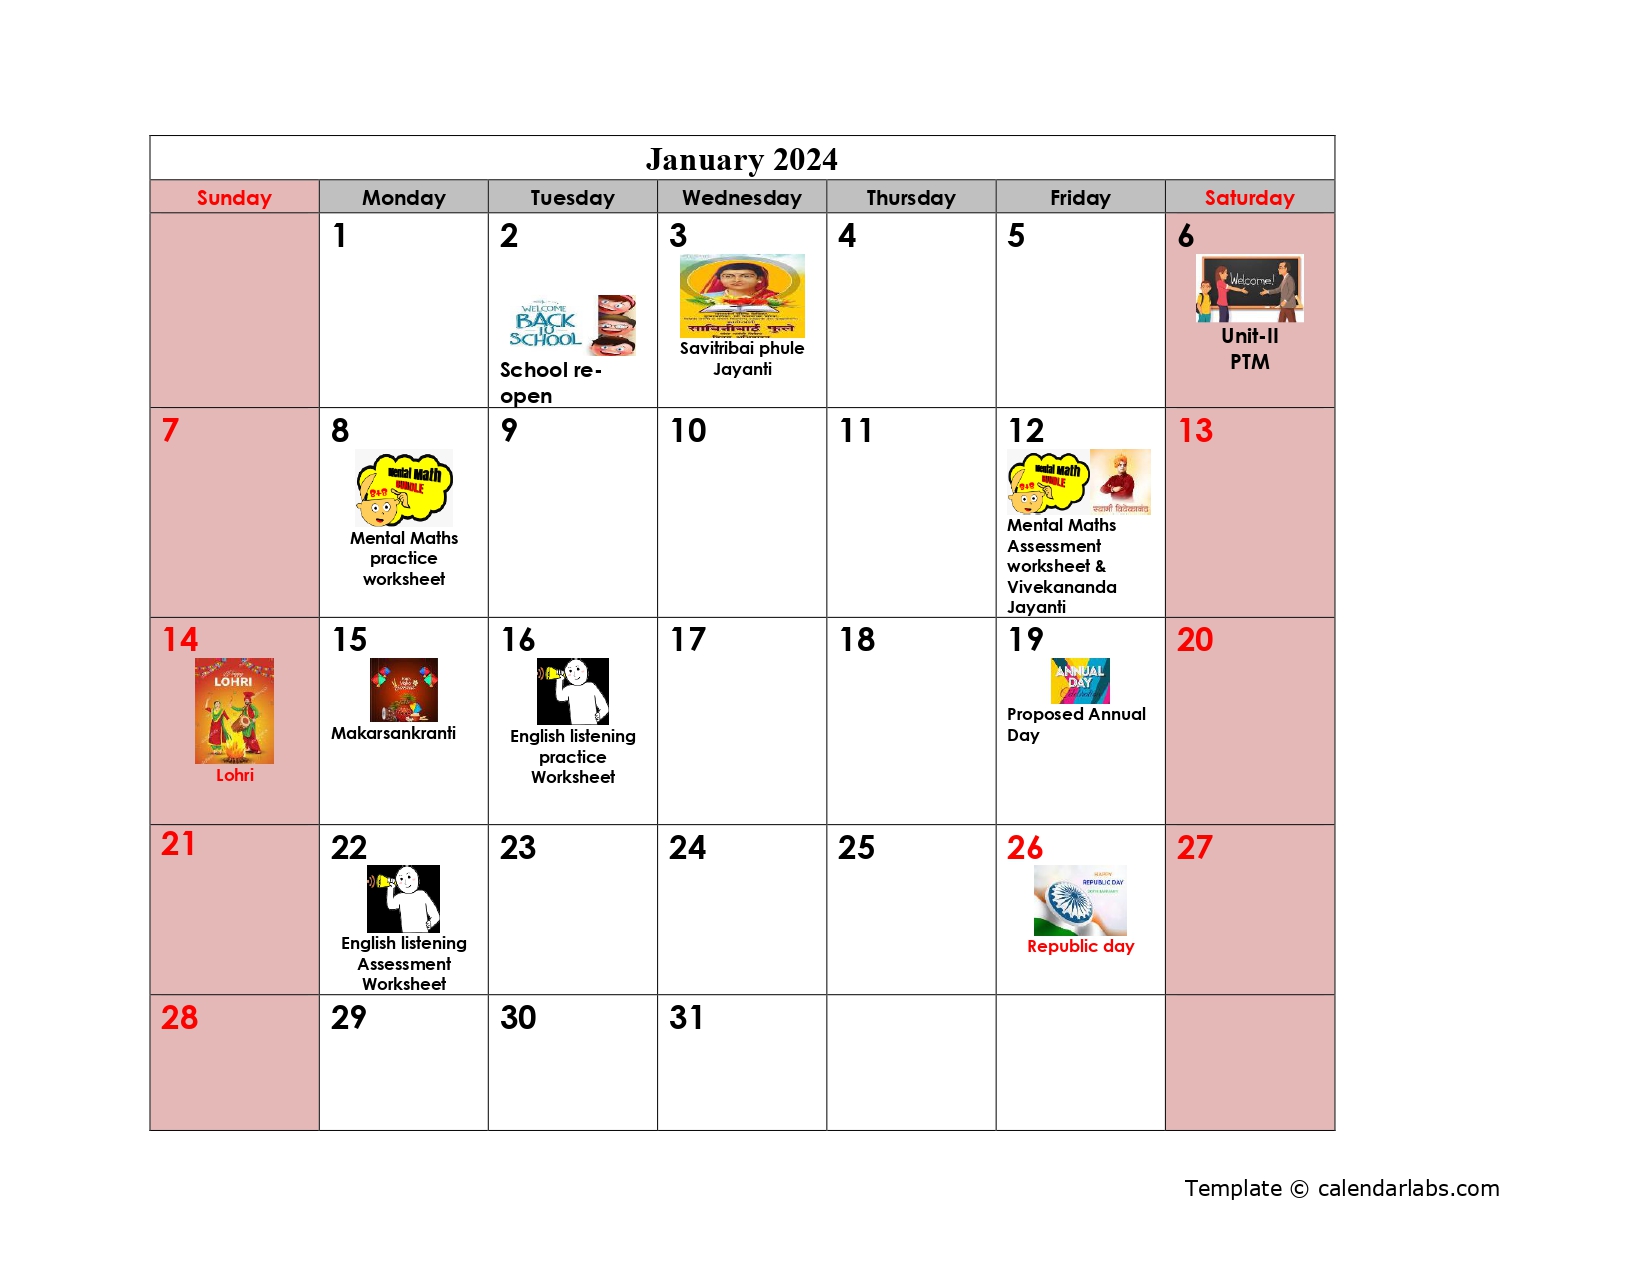 January 2024
Sunday Monday Tuesday Wednesday Thursday Friday Saturday
1 2 3 4 5 6
WELCOME
BACK
TO
SCHOOL
School re-
open
सावित्रीबाई फुले
Savitribai phule
Jayanti
Welcome!
Unit-II
PTM
7 8 9 10 11 12 13
Mental Math
BUNDLE
8+8
Mental Maths
practice
worksheet
Mental Math
BUNDLE
8+8
स्वामी विवेकानंद
Mental Maths
Assessment
worksheet &
Vivekananda
Jayanti
14 15 16 17 18 19 20
Happy
LOHRI
Lohri
Makarsankranti
English listening
practice
Worksheet
ANNUAL
DAY
Celebration
Proposed Annual
Day
21 22 23 24 25 26 27
English listening
Assessment
Worksheet
HAPPY
REPUBLIC DAY
Republic day
28 29 30 31
Template © calendarlabs.com